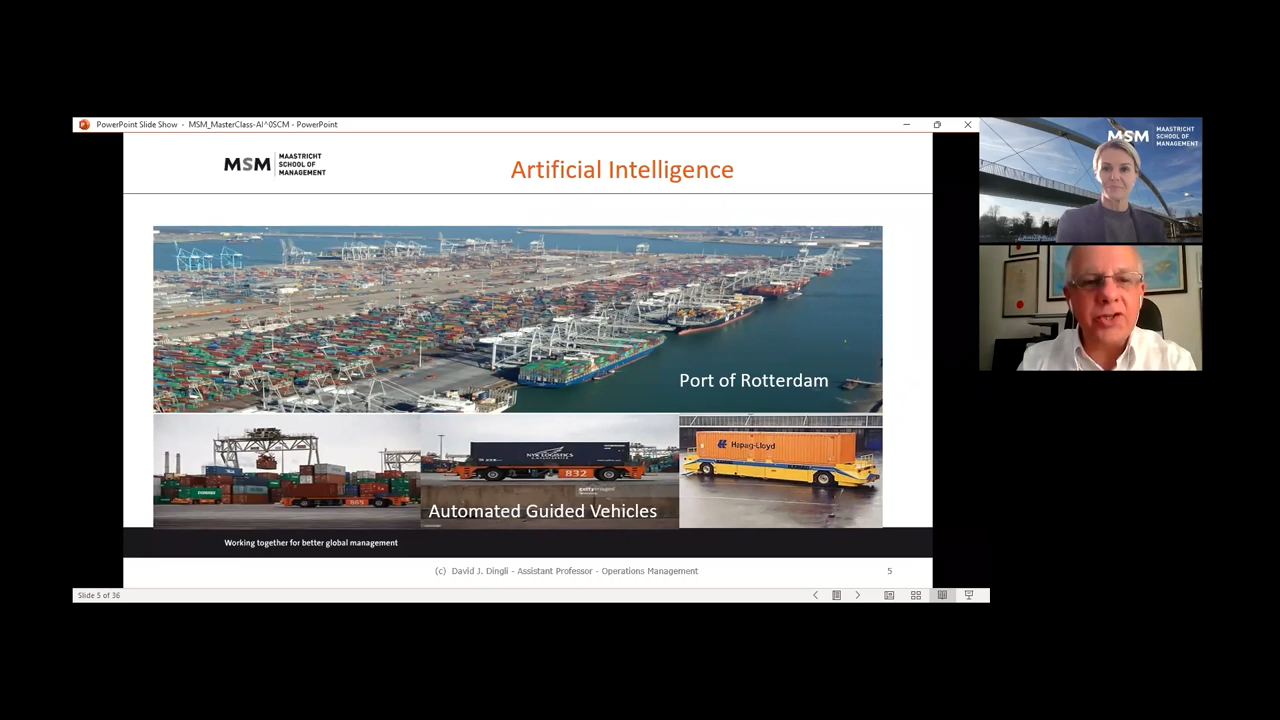 PowerPoint Slide Show - MSM_MasterClass-AI^0SCM - PowerPoint
MSM
MAASTRICHT
SCHOOL OF
MANAGEMENT
Artificial Intelligence
MSM
MAASTRICHT
SCHOOL OF
MANAGEMENT
Port of Rotterdam
865
NYK LOGISTICS
832
gettyimages
Hapag-Lloyd
Automated Guided Vehicles
Working together for better global management
(c) David J. Dingli - Assistant Professor - Operations Management
5
Slide 5 of 36